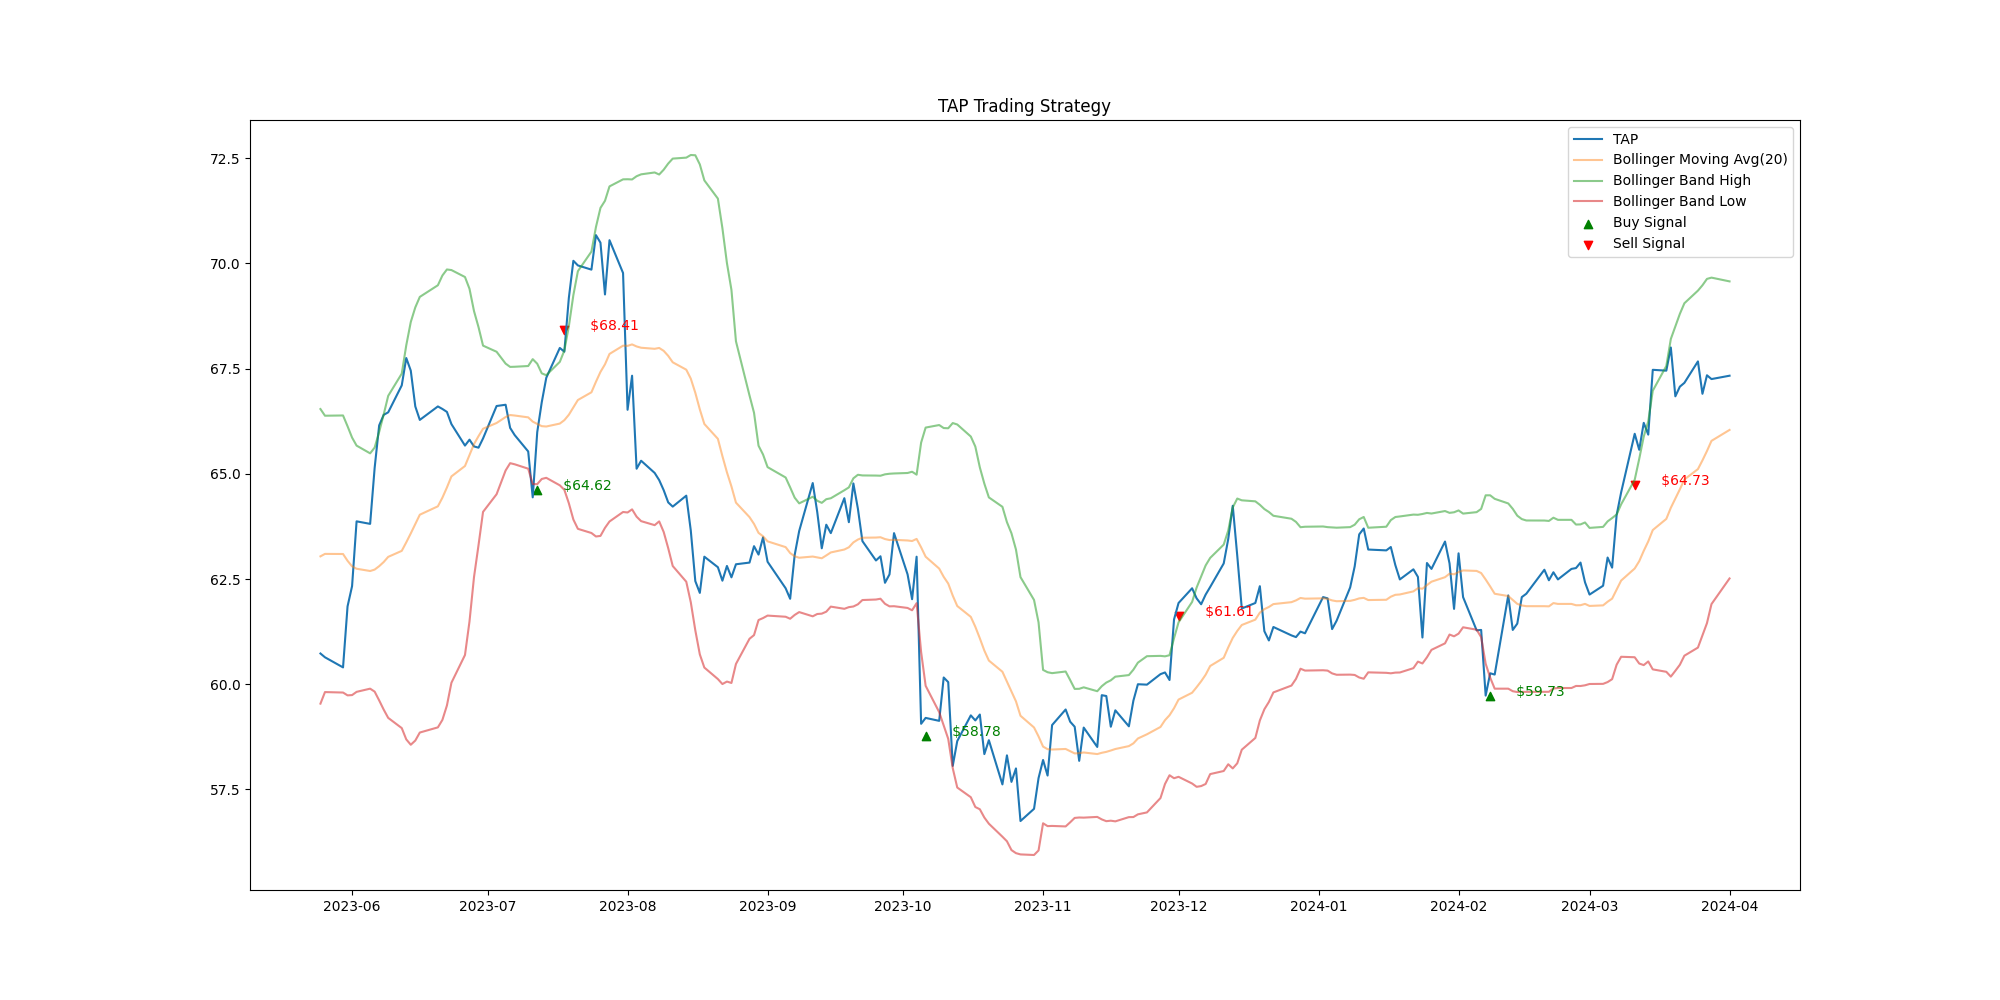 TAP Trading Strategy
TAP
Bollinger Moving Avg(20)
Bollinger Band High
Bollinger Band Low
Buy Signal
Sell Signal
72.5
70.0
67.5
65.0
62.5
60.0
57.5
$68.41
$64.62
$58.78
$61.61
$59.73
$64.73
2023-06 2023-07 2023-08 2023-09 2023-10 2023-11 2023-12 2024-01 2024-02 2024-03 2024-04